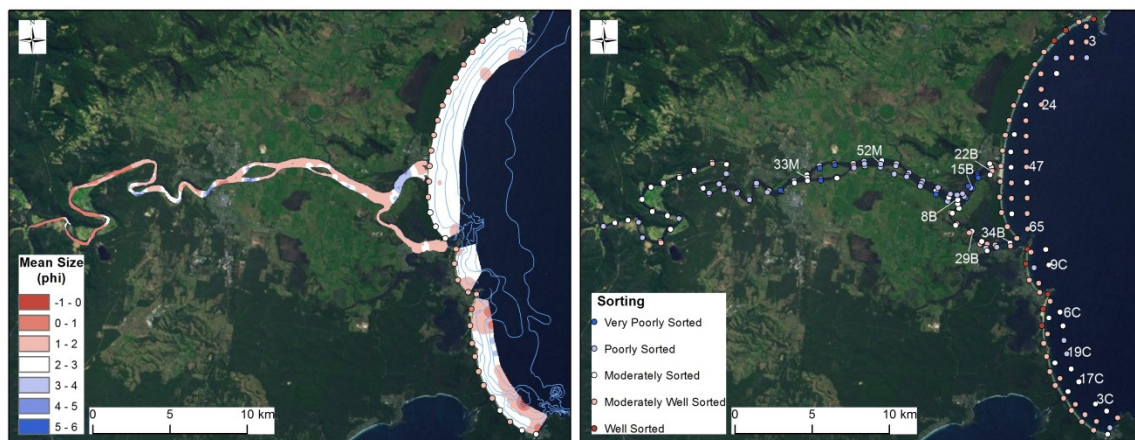 N
Mean Size
(phi)
-1 - 0
0 - 1
1 - 2
2 - 3
3 - 4
4 - 5
5 - 6
0 5 10 km
N
3
24
52M
33M
22B
15B
47
8B
65
34B
29B
9C
6C
19C
17C
3C
Sorting
Very Poorly Sorted
Poorly Sorted
Moderately Sorted
Moderately Well Sorted
Well Sorted
0 5 10 km